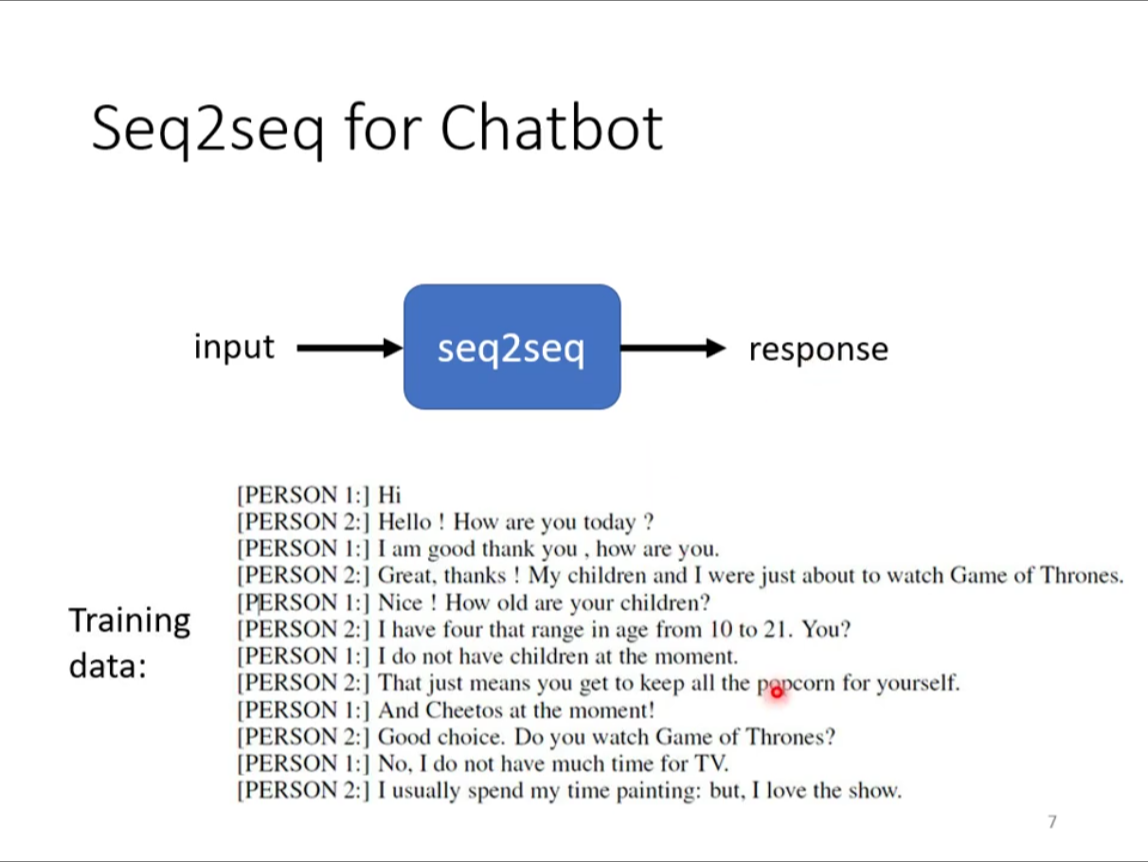 Seq2seq for Chatbot
input
seq2seq
response
Training
data:
[PERSON 1:] Hi
[PERSON 2:] Hello ! How are you today ?
[PERSON 1:] I am good thank you , how are you.
[PERSON 2:] Great, thanks ! My children and I were just about to watch Game of Thrones.
[PERSON 1:] Nice ! How old are your children?
[PERSON 2:] I have four that range in age from 10 to 21. You?
[PERSON 1:] I do not have children at the moment.
[PERSON 2:] That just means you get to keep all the popcorn for yourself.
[PERSON 1:] And Cheetos at the moment!
[PERSON 2:] Good choice. Do you watch Game of Thrones?
[PERSON 1:] No, I do not have much time for TV.
[PERSON 2:] I usually spend my time painting: but, I love the show.
7